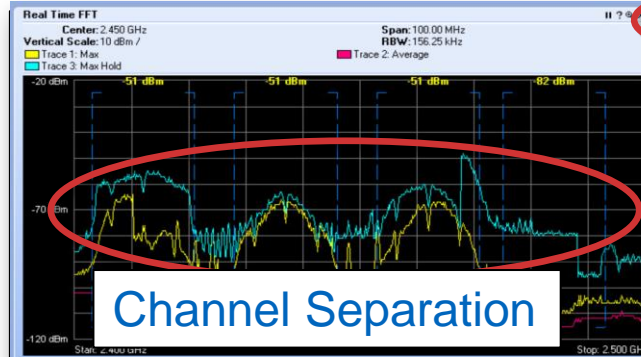 Real Time FFT
Center: 2.450 GHz
Span: 100.00 MHz
Vertical Scale: 10 dBm /
RBW: 156.25 kHz
Trace 1: Max
Trace 2: Average
Trace 3: Max Hold
-20 dBm
-51 dBm
-51 dBm
-51 dBm
-82 dBm
-70 dBm
Channel Separation
-120 dBm
Start: 2.400 GHz
Stop: 2.500